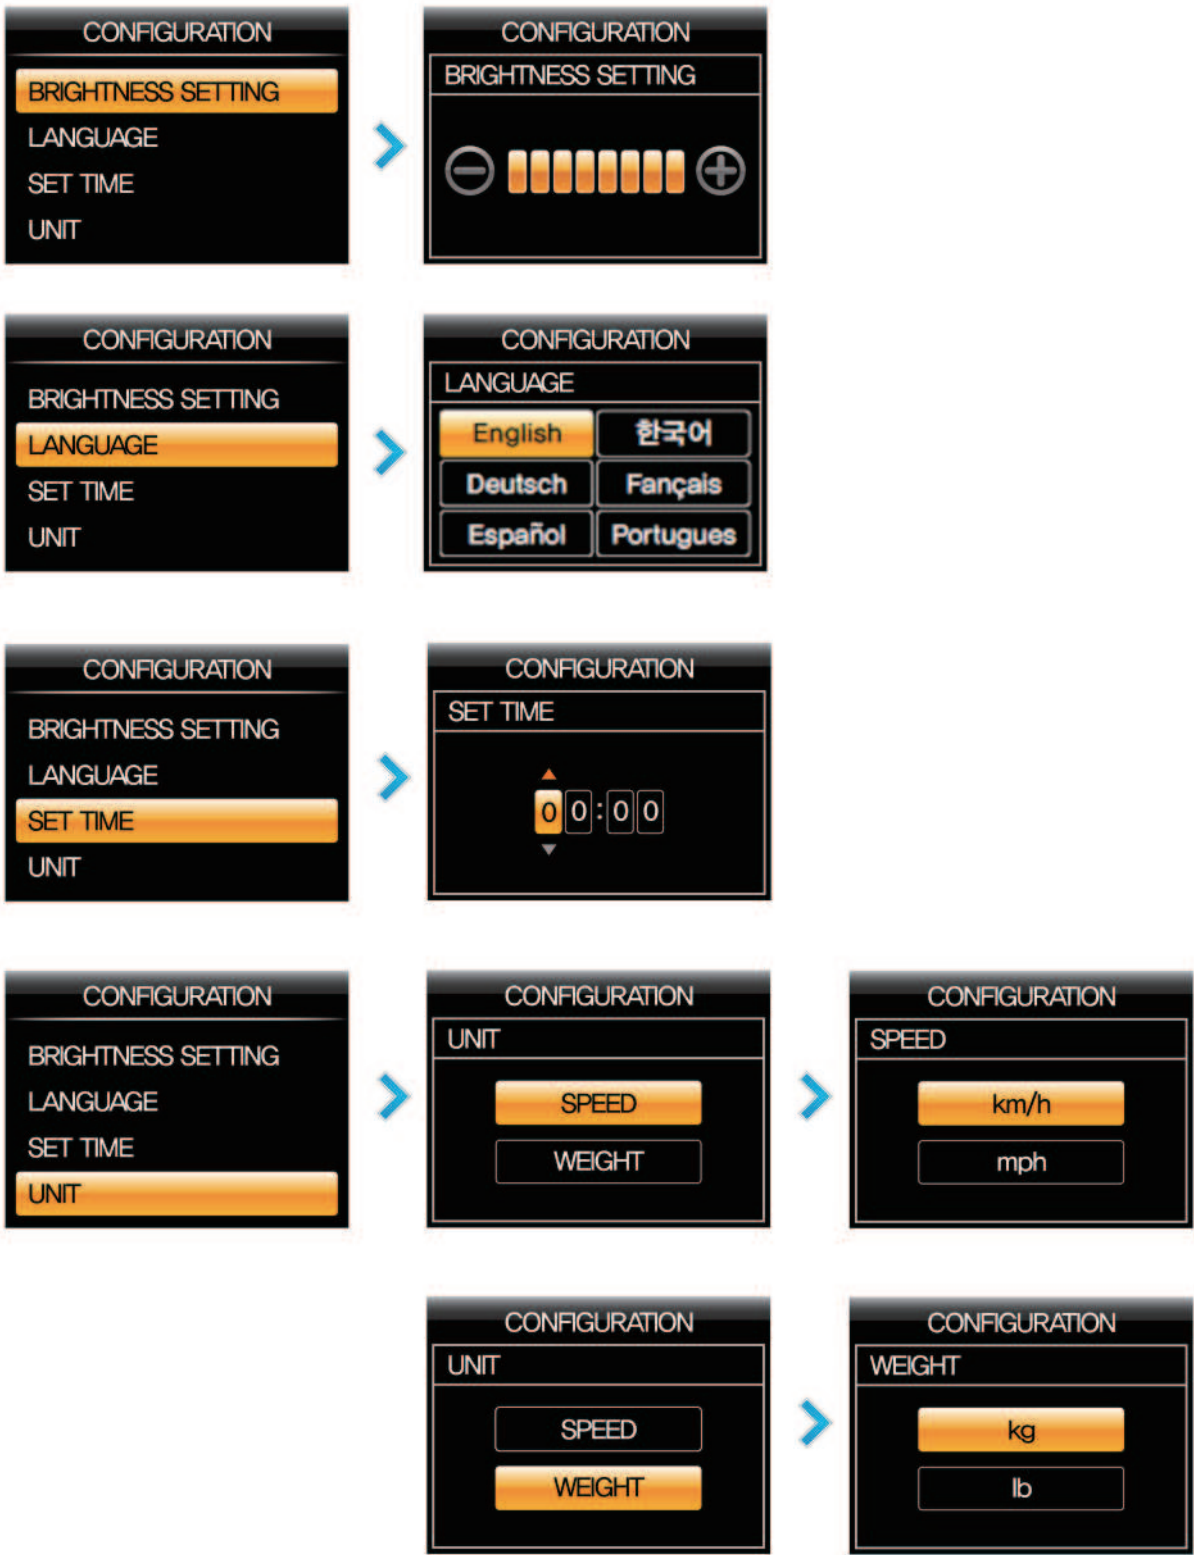 CONFIGURATION
BRIGHTNESS SETTING
LANGUAGE
SET TIME
UNIT
CONFIGURATION
BRIGHTNESS SETTING
CONFIGURATION
BRIGHTNESS SETTING
LANGUAGE
SET TIME
UNIT
CONFIGURATION
LANGUAGE
English 한국어
Deutsch Fançais
Español Portugues
CONFIGURATION
BRIGHTNESS SETTING
LANGUAGE
SET TIME
UNIT
CONFIGURATION
SET TIME
00:00
CONFIGURATION
BRIGHTNESS SETTING
LANGUAGE
SET TIME
UNIT
CONFIGURATION
UNIT
SPEED
WEIGHT
CONFIGURATION
SPEED
km/h
mph
CONFIGURATION
UNIT
SPEED
WEIGHT
CONFIGURATION
WEIGHT
kg
lb